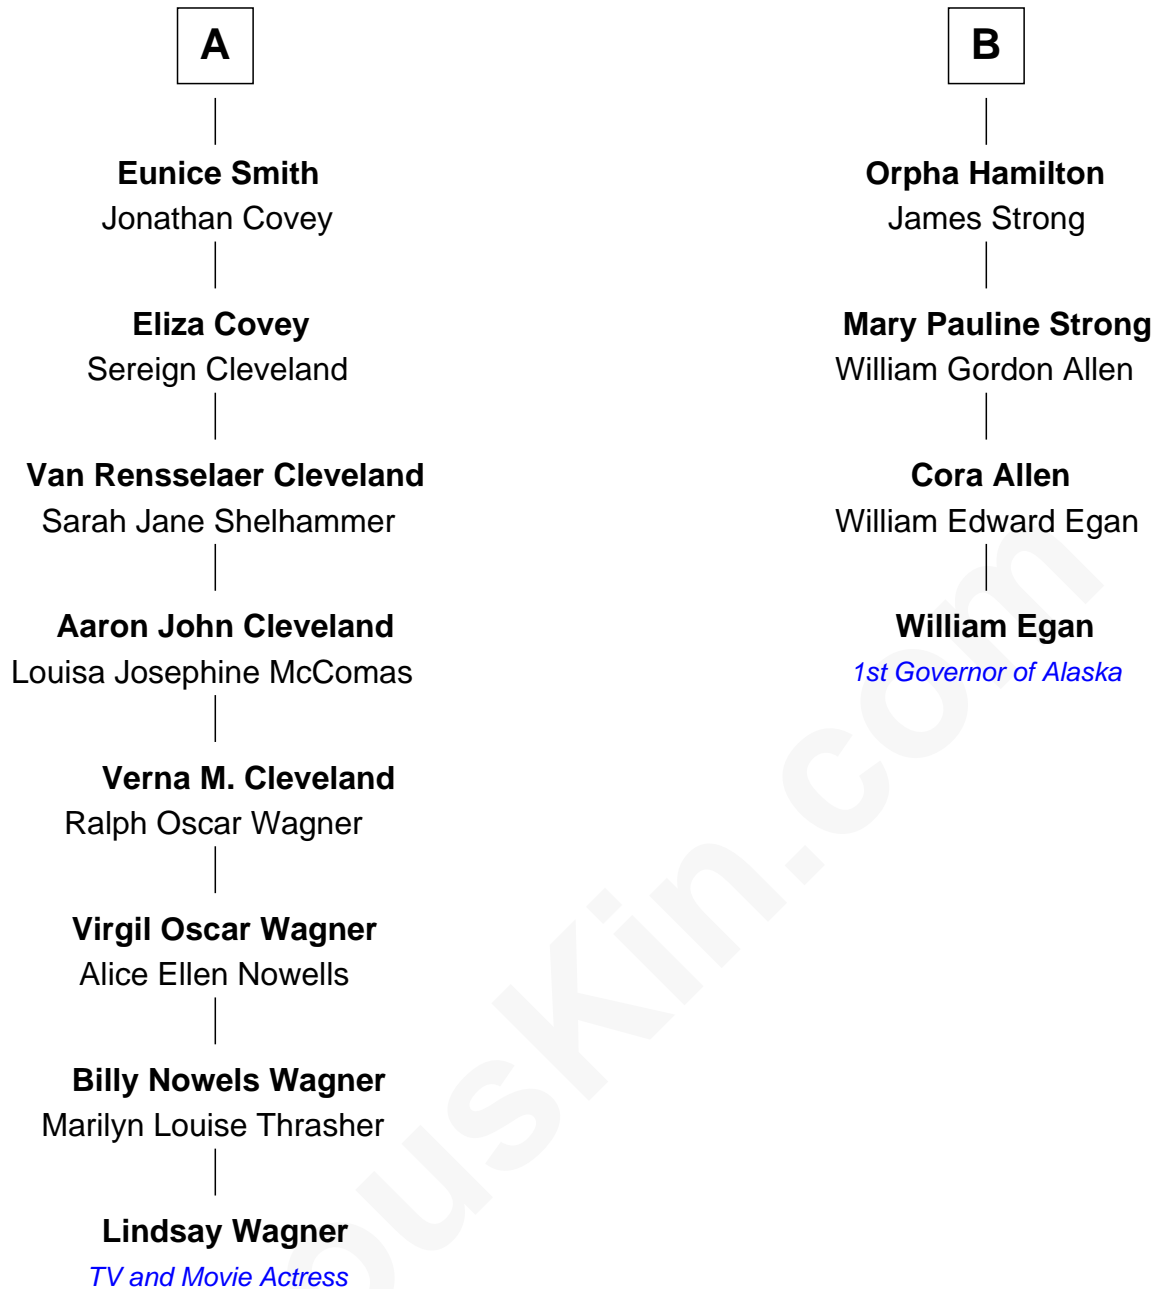 A
Eunice Smith
Jonathan Covey
Eliza Covey
Sereign Cleveland
Van Rensselaer Cleveland
Sarah Jane Shelhammer
Aaron John Cleveland
Louisa Josephine McComas
Verna M. Cleveland
Ralph Oscar Wagner
Virgil Oscar Wagner
Alice Ellen Nowells
Billy Nowels Wagner
Marilyn Louise Thrasher
Lindsay Wagner
TV and Movie Actress
B
Orpha Hamilton
James Strong
Mary Pauline Strong
William Gordon Allen
Cora Allen
William Edward Egan
William Egan
1st Governor of Alaska
ousKin.com